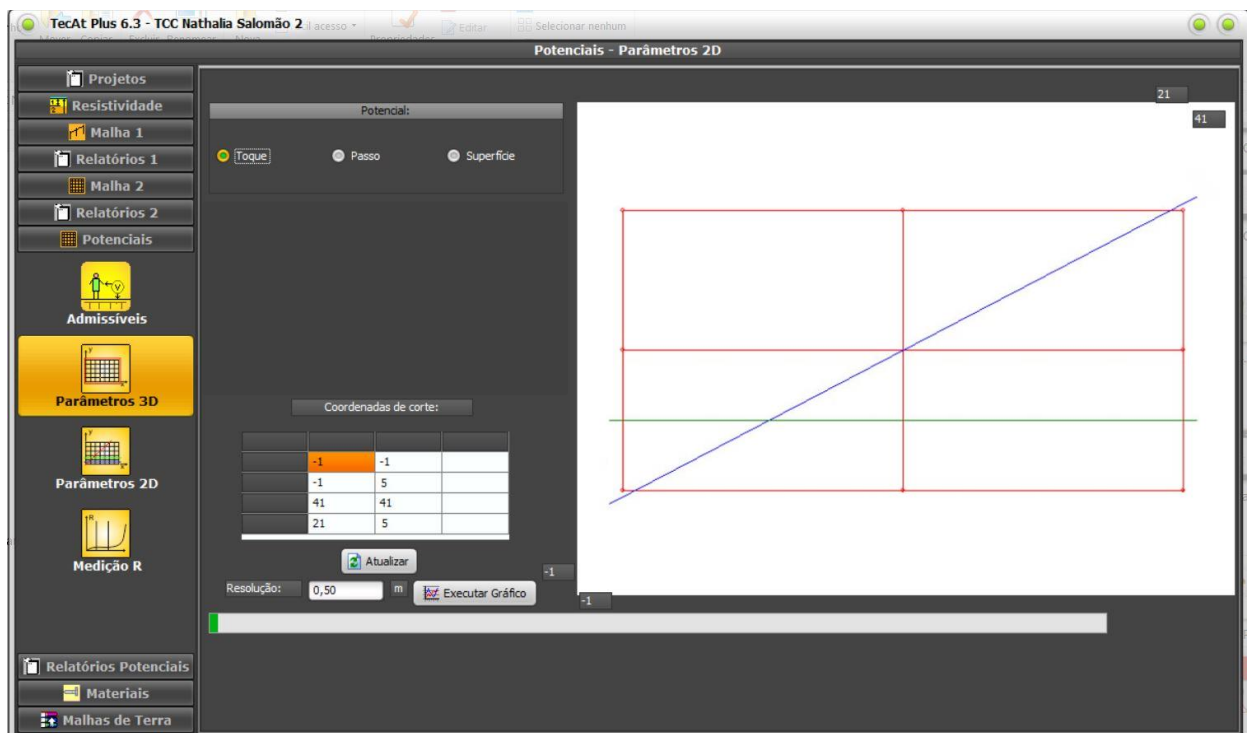 TecAt Plus 6.3 - TCC Nathalia Salomão 2
l acesso
Editar
Selecionar nenhum
Propriedades
Potenciais - Parâmetros 2D
Projetos
Resistividade
Malha 1
Relatórios 1
Malha 2
Relatórios 2
Potenciais
Admissíveis
Parâmetros 3D
Parâmetros 2D
Medição R
Relatórios Potenciais
Materiais
Malhas de Terra
Potencial:
Toque
Passo
Superfície
Coordenadas de corte:
-1 -1
-1 5
41 41
21 5
Atualizar
Resolução: 0,50 m Executar Gráfico
21
41
-1
-1